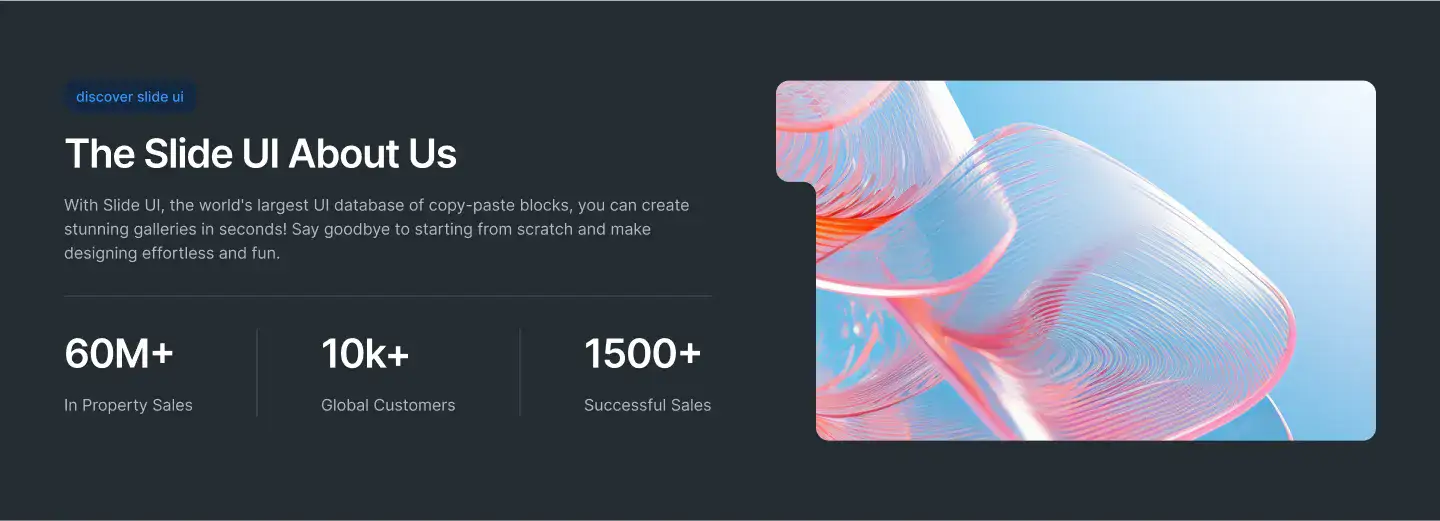 discover slide ui
The Slide UI About Us
With Slide UI, the world's largest UI database of copy-paste blocks, you can create
stunning galleries in seconds! Say goodbye to starting from scratch and make
designing effortless and fun.
60M+
In Property Sales
10k+
Global Customers
1500+
Successful Sales